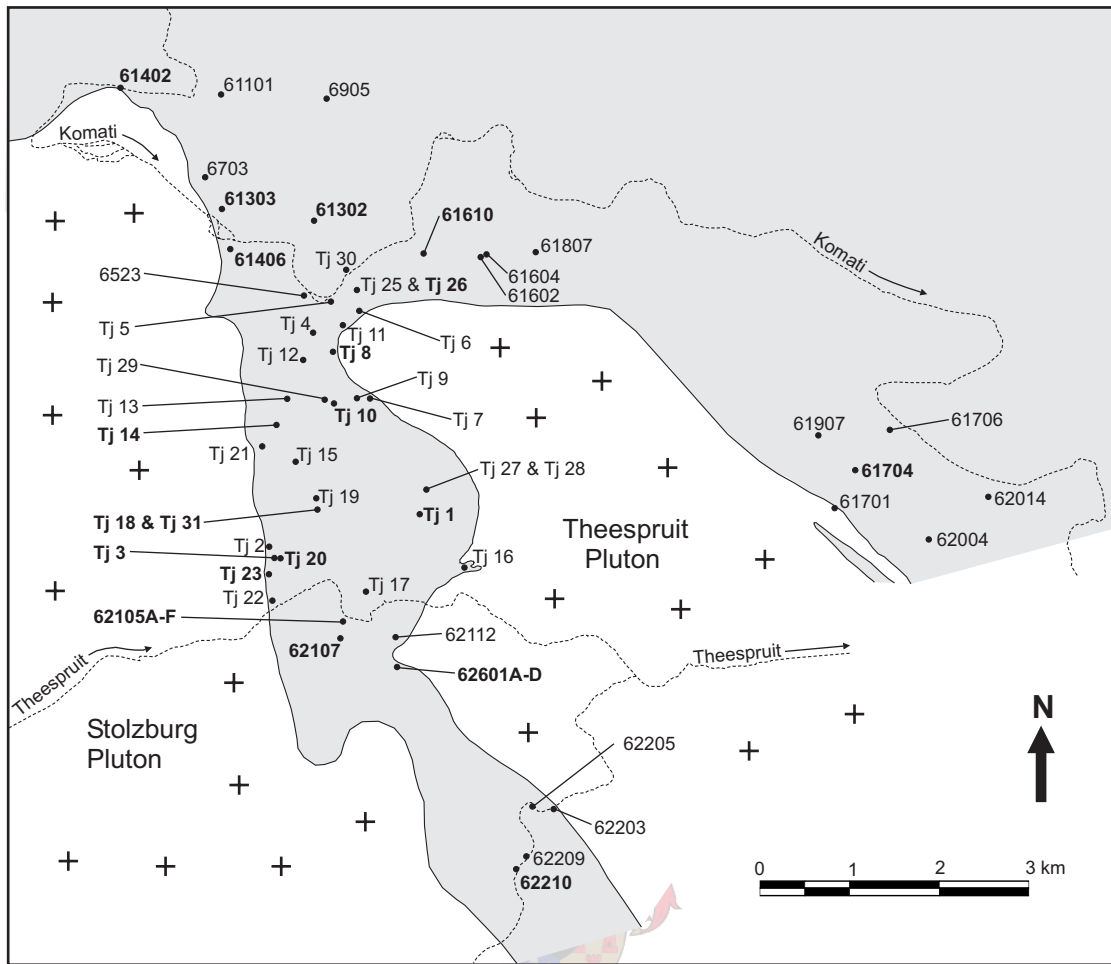 61402
61101
6905
Komati
6703
61303
61302
61610
61406
Tj 30
61807
61604
61602
Komati
6523
Tj 25 & Tj 26
Tj 5
Tj 4
Tj 11
Tj 6
Tj 12
Tj 8
Tj 29
Tj 9
Tj 13
Tj 10
Tj 7
Tj 14
61907
61706
Tj 21
Tj 15
Tj 27 & Tj 28
61704
Tj 19
62014
Tj 18 & Tj 31
Tj 1
61701
Theespruit
Pluton
Tj 2
62004
Tj 3
Tj 20
Tj 16
Tj 23
Tj 22
Tj 17
62105A-F
62107
62112
Theespruit
Theespruit
62601A-D
N
Stolzburg
Pluton
62205
62203
62209
62210
0 1 2 3 km